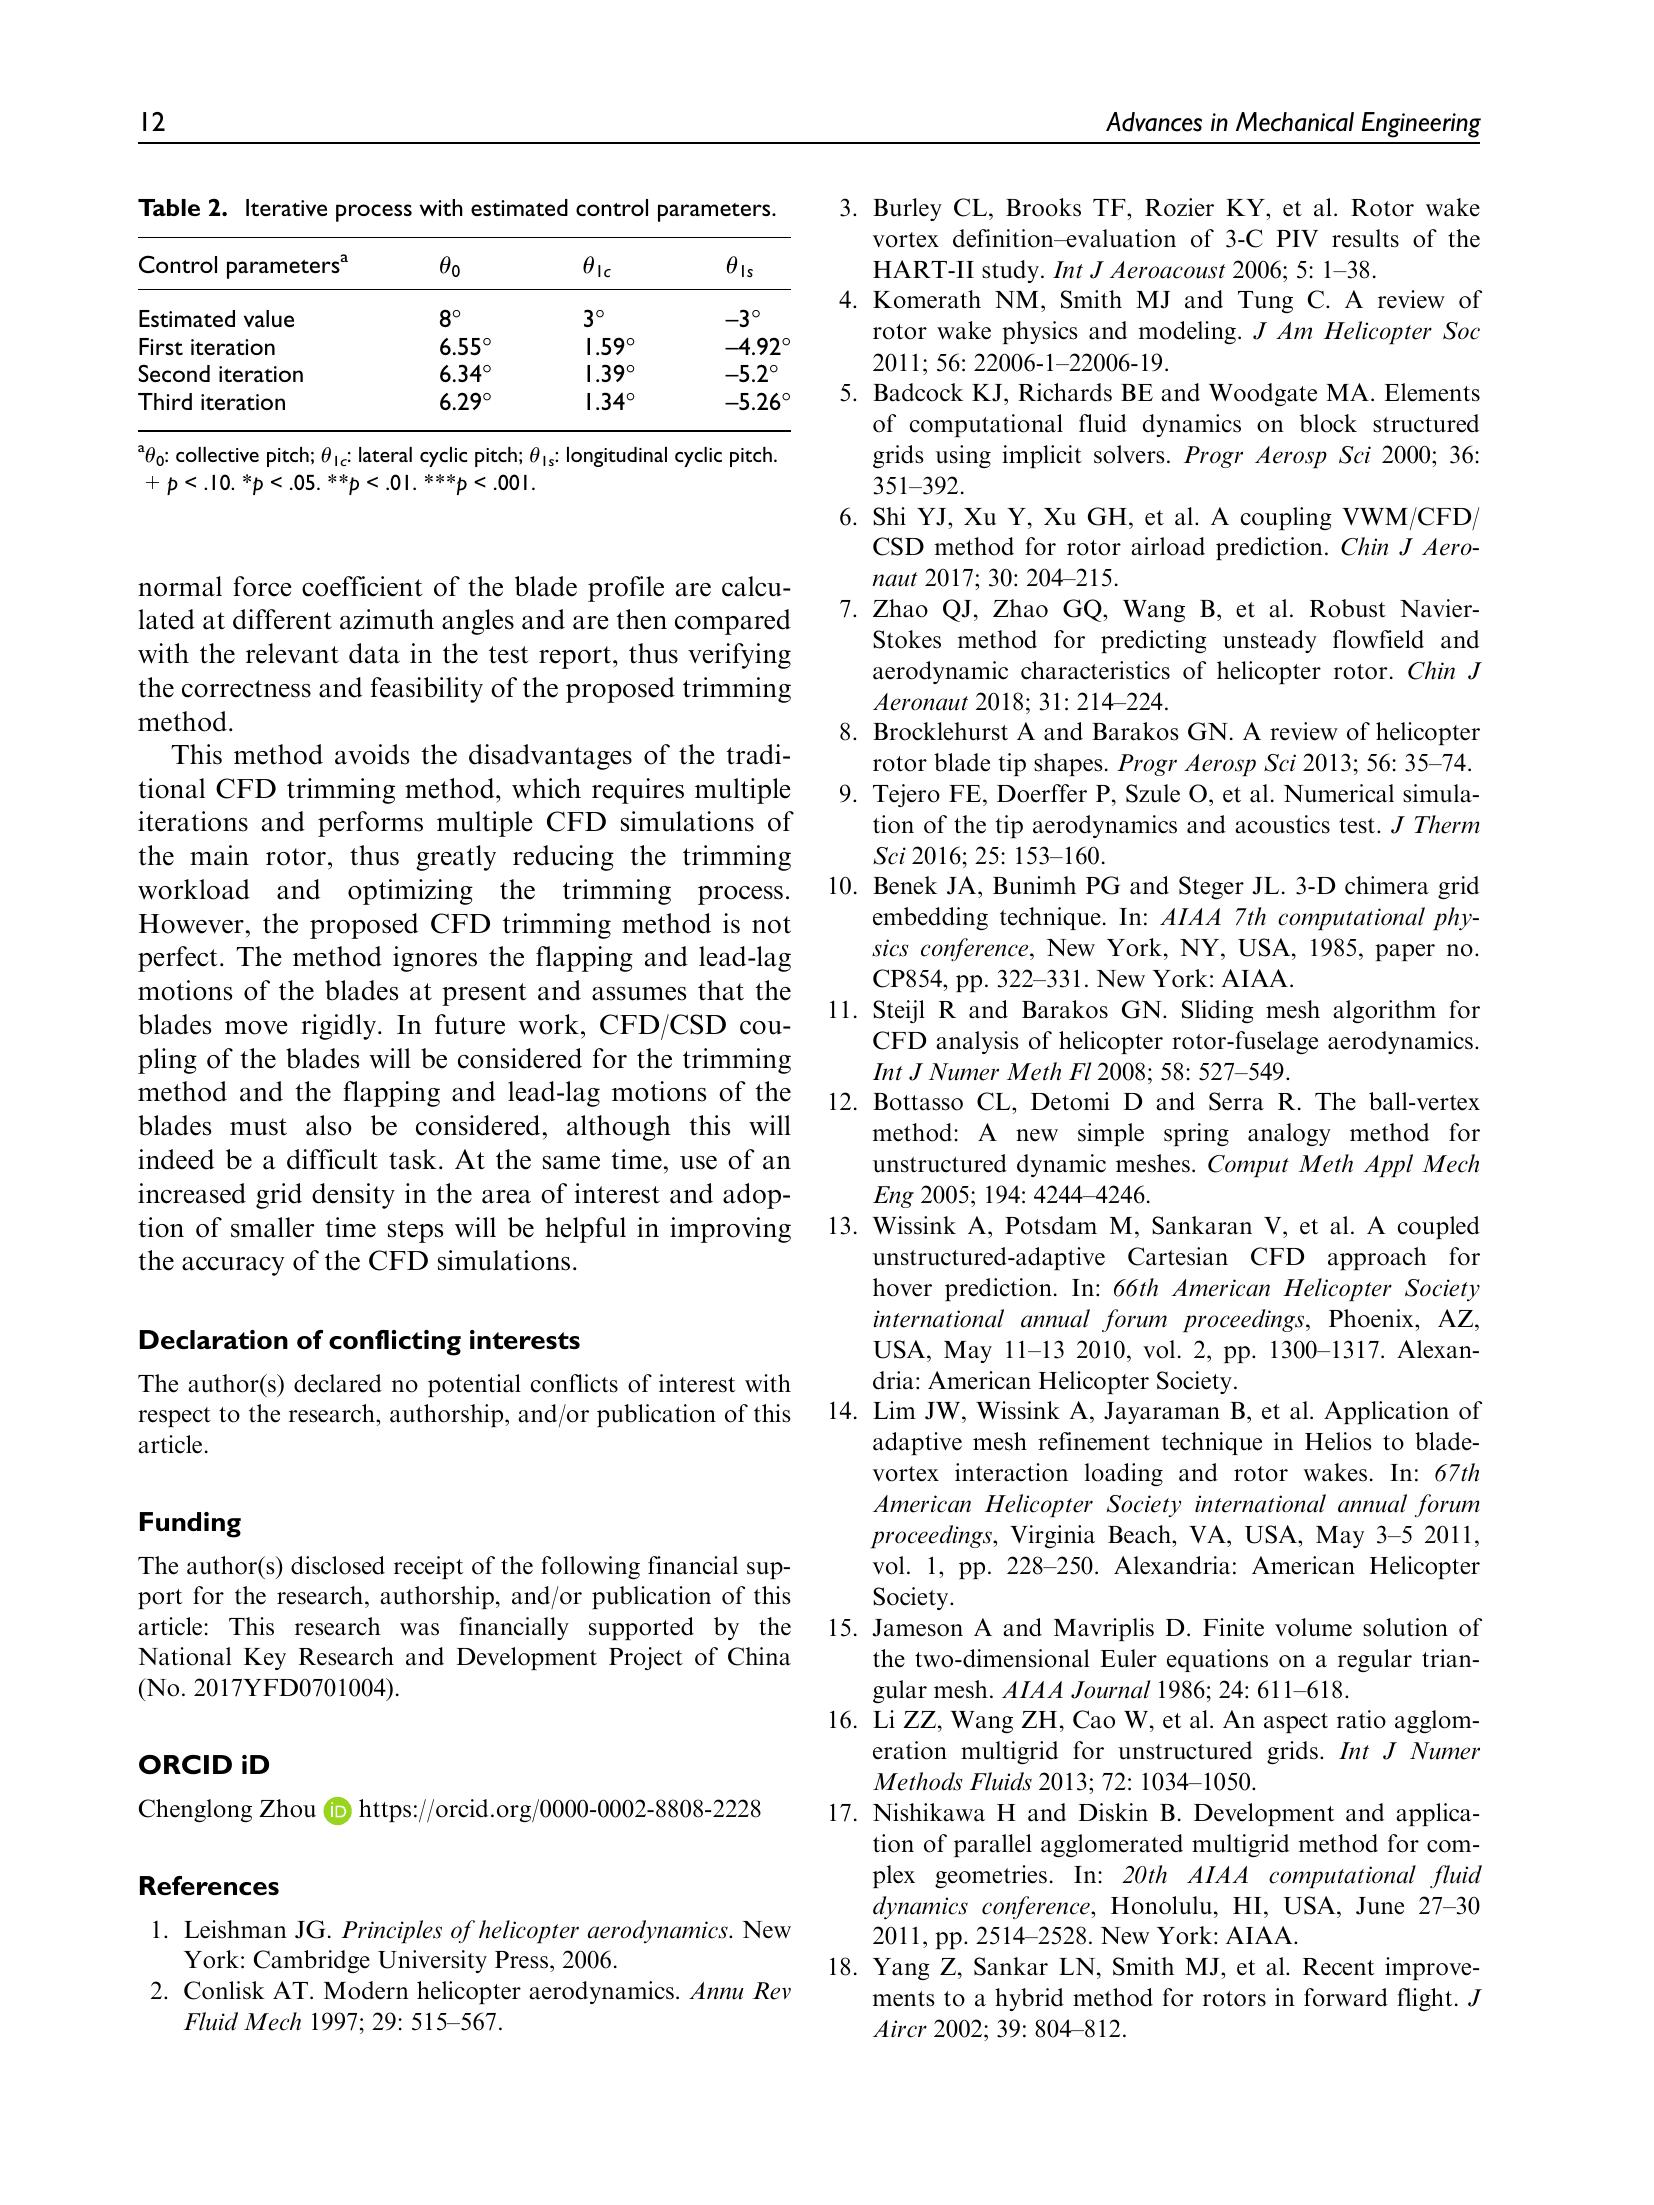 12
Advances in Mechanical Engineering
Table 2. Iterative process with estimated control parameters.
Control parametersᵃ θ0 θ1c θ1s
Estimated value 8° 3° –3°
First iteration 6.55° 1.59° –4.92°
Second iteration 6.34° 1.39° –5.2°
Third iteration 6.29° 1.34° –5.26°
ᵃθ0: collective pitch; θ1c: lateral cyclic pitch; θ1s: longitudinal cyclic pitch.
+ p < .10. *p < .05. **p < .01. ***p < .001.
normal force coefficient of the blade profile are calcu-
lated at different azimuth angles and are then compared
with the relevant data in the test report, thus verifying
the correctness and feasibility of the proposed trimming
method.
This method avoids the disadvantages of the tradi-
tional CFD trimming method, which requires multiple
iterations and performs multiple CFD simulations of
the main rotor, thus greatly reducing the trimming
workload and optimizing the trimming process.
However, the proposed CFD trimming method is not
perfect. The method ignores the flapping and lead-lag
motions of the blades at present and assumes that the
blades move rigidly. In future work, CFD/CSD cou-
pling of the blades will be considered for the trimming
method and the flapping and lead-lag motions of the
blades must also be considered, although this will
indeed be a difficult task. At the same time, use of an
increased grid density in the area of interest and adop-
tion of smaller time steps will be helpful in improving
the accuracy of the CFD simulations.
Declaration of conflicting interests
The author(s) declared no potential conflicts of interest with
respect to the research, authorship, and/or publication of this
article.
Funding
The author(s) disclosed receipt of the following financial sup-
port for the research, authorship, and/or publication of this
article: This research was financially supported by the
National Key Research and Development Project of China
(No. 2017YFD0701004).
ORCID iD
Chenglong Zhou iD https://orcid.org/0000-0002-8808-2228
References
1. Leishman JG. Principles of helicopter aerodynamics. New
York: Cambridge University Press, 2006.
2. Conlisk AT. Modern helicopter aerodynamics. Annu Rev
Fluid Mech 1997; 29: 515–567.
3. Burley CL, Brooks TF, Rozier KY, et al. Rotor wake
vortex definition–evaluation of 3-C PIV results of the
HART-II study. Int J Aeroacoust 2006; 5: 1–38.
4. Komerath NM, Smith MJ and Tung C. A review of
rotor wake physics and modeling. J Am Helicopter Soc
2011; 56: 22006-1–22006-19.
5. Badcock KJ, Richards BE and Woodgate MA. Elements
of computational fluid dynamics on block structured
grids using implicit solvers. Progr Aerosp Sci 2000; 36:
351–392.
6. Shi YJ, Xu Y, Xu GH, et al. A coupling VWM/CFD/
CSD method for rotor airload prediction. Chin J Aero-
naut 2017; 30: 204–215.
7. Zhao QJ, Zhao GQ, Wang B, et al. Robust Navier-
Stokes method for predicting unsteady flowfield and
aerodynamic characteristics of helicopter rotor. Chin J
Aeronaut 2018; 31: 214–224.
8. Brocklehurst A and Barakos GN. A review of helicopter
rotor blade tip shapes. Progr Aerosp Sci 2013; 56: 35–74.
9. Tejero FE, Doerffer P, Szule O, et al. Numerical simula-
tion of the tip aerodynamics and acoustics test. J Therm
Sci 2016; 25: 153–160.
10. Benek JA, Bunimh PG and Steger JL. 3-D chimera grid
embedding technique. In: AIAA 7th computational phy-
sics conference, New York, NY, USA, 1985, paper no.
CP854, pp. 322–331. New York: AIAA.
11. Steijl R and Barakos GN. Sliding mesh algorithm for
CFD analysis of helicopter rotor-fuselage aerodynamics.
Int J Numer Meth Fl 2008; 58: 527–549.
12. Bottasso CL, Detomi D and Serra R. The ball-vertex
method: A new simple spring analogy method for
unstructured dynamic meshes. Comput Meth Appl Mech
Eng 2005; 194: 4244–4246.
13. Wissink A, Potsdam M, Sankaran V, et al. A coupled
unstructured-adaptive Cartesian CFD approach for
hover prediction. In: 66th American Helicopter Society
international annual forum proceedings, Phoenix, AZ,
USA, May 11–13 2010, vol. 2, pp. 1300–1317. Alexan-
dria: American Helicopter Society.
14. Lim JW, Wissink A, Jayaraman B, et al. Application of
adaptive mesh refinement technique in Helios to blade-
vortex interaction loading and rotor wakes. In: 67th
American Helicopter Society international annual forum
proceedings, Virginia Beach, VA, USA, May 3–5 2011,
vol. 1, pp. 228–250. Alexandria: American Helicopter
Society.
15. Jameson A and Mavriplis D. Finite volume solution of
the two-dimensional Euler equations on a regular trian-
gular mesh. AIAA Journal 1986; 24: 611–618.
16. Li ZZ, Wang ZH, Cao W, et al. An aspect ratio agglom-
eration multigrid for unstructured grids. Int J Numer
Methods Fluids 2013; 72: 1034–1050.
17. Nishikawa H and Diskin B. Development and applica-
tion of parallel agglomerated multigrid method for com-
plex geometries. In: 20th AIAA computational fluid
dynamics conference, Honolulu, HI, USA, June 27–30
2011, pp. 2514–2528. New York: AIAA.
18. Yang Z, Sankar LN, Smith MJ, et al. Recent improve-
ments to a hybrid method for rotors in forward flight. J
Aircr 2002; 39: 804–812.